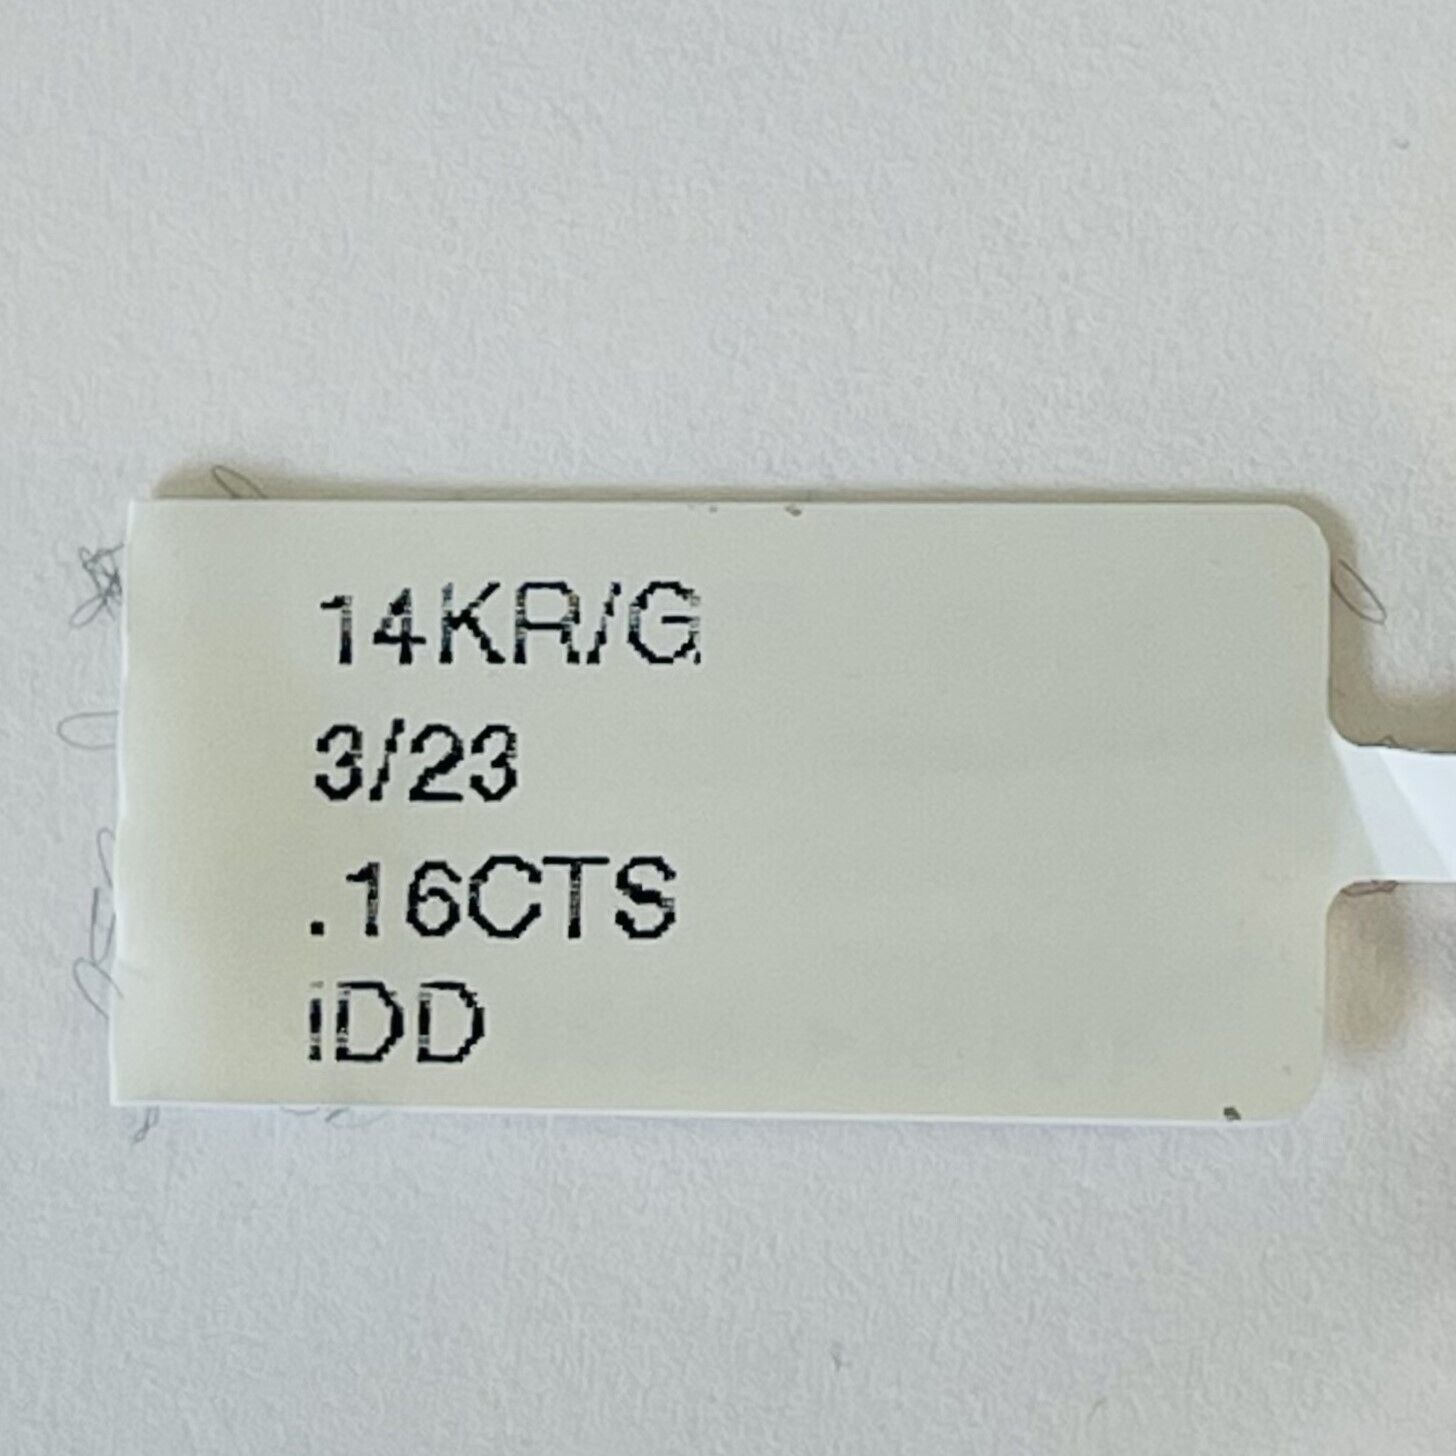 14KR/G
3/23
.16CTS
IDD